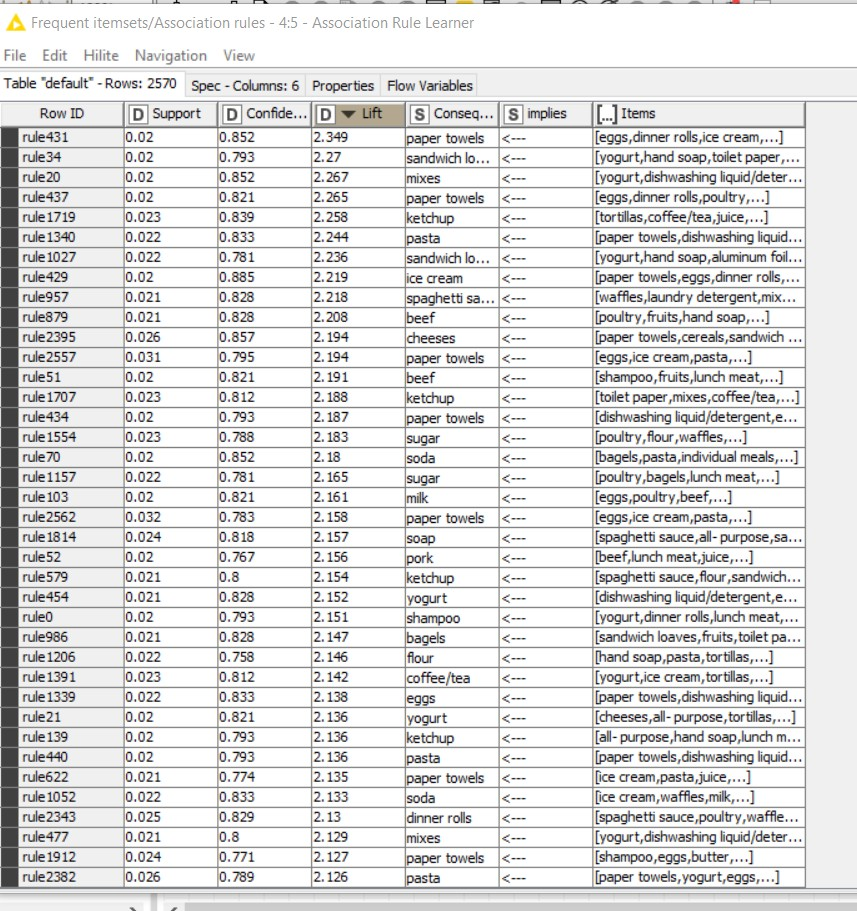 Frequent itemsets/Association rules - 4:5 - Association Rule Learner
File Edit Hilite Navigation View
Table "default" - Rows: 2570 Spec - Columns: 6 Properties Flow Variables
Row ID D Support D Confide... D Lift S Conseq... S implies [...] Items
rule431 0.02 0.852 2.349 paper towels <--- [eggs,dinner rolls,ice cream,...]
rule34 0.02 0.793 2.27 sandwich lo... <--- [yogurt,hand soap,toilet paper,...
rule20 0.02 0.852 2.267 mixes <--- [yogurt,dishwashing liquid/deter...
rule437 0.02 0.821 2.265 paper towels <--- [eggs,dinner rolls,poultry,...]
rule1719 0.023 0.839 2.258 ketchup <--- [tortillas,coffee/tea,juice,...]
rule1340 0.022 0.833 2.244 pasta <--- [paper towels,dishwashing liquid...
rule1027 0.022 0.781 2.236 sandwich lo... <--- [yogurt,hand soap,aluminum foil...
rule429 0.02 0.885 2.219 ice cream <--- [paper towels,eggs,dinner rolls,...
rule957 0.021 0.828 2.218 spaghetti sa... <--- [waffles,laundry detergent,mix...
rule879 0.021 0.828 2.208 beef <--- [poultry,fruits,hand soap,...]
rule2395 0.026 0.857 2.194 cheeses <--- [paper towels,cereals,sandwich ...
rule2557 0.031 0.795 2.194 paper towels <--- [eggs,ice cream,pasta,...]
rule51 0.02 0.821 2.191 beef <--- [shampoo,fruits,lunch meat,...]
rule1707 0.023 0.812 2.188 ketchup <--- [toilet paper,mixes,coffee/tea,...]
rule434 0.02 0.793 2.187 paper towels <--- [dishwashing liquid/detergent,e...
rule1554 0.023 0.788 2.183 sugar <--- [poultry,flour,waffles,...]
rule70 0.02 0.852 2.18 soda <--- [bagels,pasta,individual meals,...]
rule1157 0.022 0.781 2.165 sugar <--- [poultry,bagels,lunch meat,...]
rule103 0.02 0.821 2.161 milk <--- [eggs,poultry,beef,...]
rule2562 0.032 0.783 2.158 paper towels <--- [eggs,ice cream,pasta,...]
rule1814 0.024 0.818 2.157 soap <--- [spaghetti sauce,all- purpose,sa...
rule52 0.02 0.767 2.156 pork <--- [beef,lunch meat,juice,...]
rule579 0.021 0.8 2.154 ketchup <--- [spaghetti sauce,flour,sandwich...
rule454 0.021 0.828 2.152 yogurt <--- [dishwashing liquid/detergent,e...
rule0 0.02 0.793 2.151 shampoo <--- [yogurt,dinner rolls,lunch meat,...
rule986 0.021 0.828 2.147 bagels <--- [sandwich loaves,fruits,toilet pa...
rule1206 0.022 0.758 2.146 flour <--- [hand soap,pasta,tortillas,...]
rule1391 0.023 0.812 2.142 coffee/tea <--- [yogurt,ice cream,tortillas,...]
rule1339 0.022 0.833 2.138 eggs <--- [paper towels,dishwashing liquid...
rule21 0.02 0.821 2.136 yogurt <--- [cheeses,all- purpose,tortillas,...]
rule139 0.02 0.793 2.136 ketchup <--- [all- purpose,hand soap,lunch m...
rule440 0.02 0.793 2.136 pasta <--- [paper towels,dishwashing liquid...
rule622 0.021 0.774 2.135 paper towels <--- [ice cream,pasta,juice,...]
rule1052 0.022 0.833 2.133 soda <--- [ice cream,waffles,milk,...]
rule2343 0.025 0.829 2.13 dinner rolls <--- [spaghetti sauce,poultry,waffle...
rule477 0.021 0.8 2.129 mixes <--- [yogurt,dishwashing liquid/deter...
rule1912 0.024 0.771 2.127 paper towels <--- [shampoo,eggs,butter,...]
rule2382 0.026 0.789 2.126 pasta <--- [paper towels,yogurt,eggs,...]